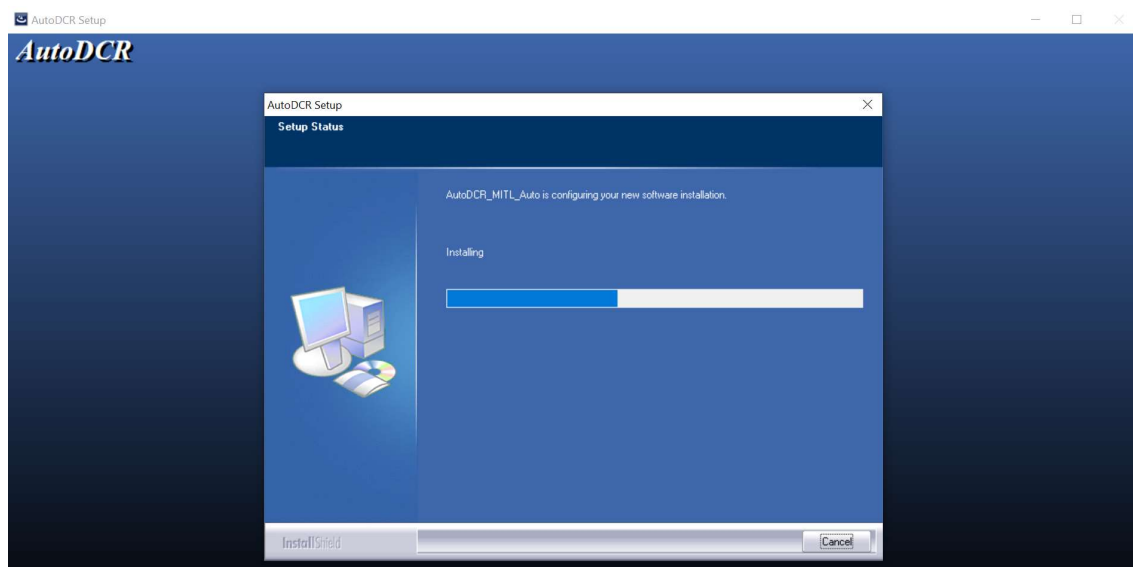 AutoDCR Setup
AutoDCR
AutoDCR Setup
Setup Status
AutoDCR_MITL_Auto is configuring your new software installation.
Installing
InstallShield
Cancel